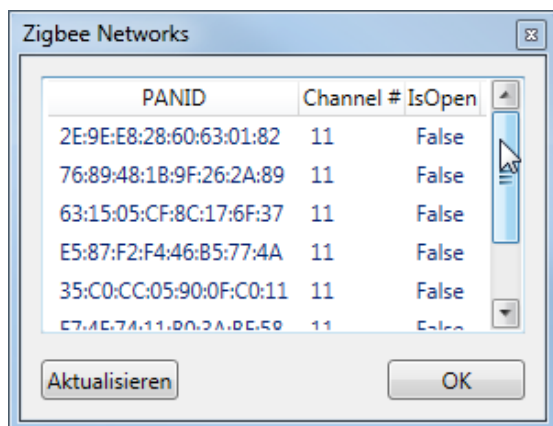 Zigbee Networks
PANID Channel # IsOpen
2E:9E:E8:28:60:63:01:82 11 False
76:89:48:1B:9F:26:2A:89 11 False
63:15:05:CF:8C:17:6F:37 11 False
E5:87:F2:F4:46:B5:77:4A 11 False
35:C0:CC:05:90:0F:C0:11 11 False
11 False
Aktualisieren OK